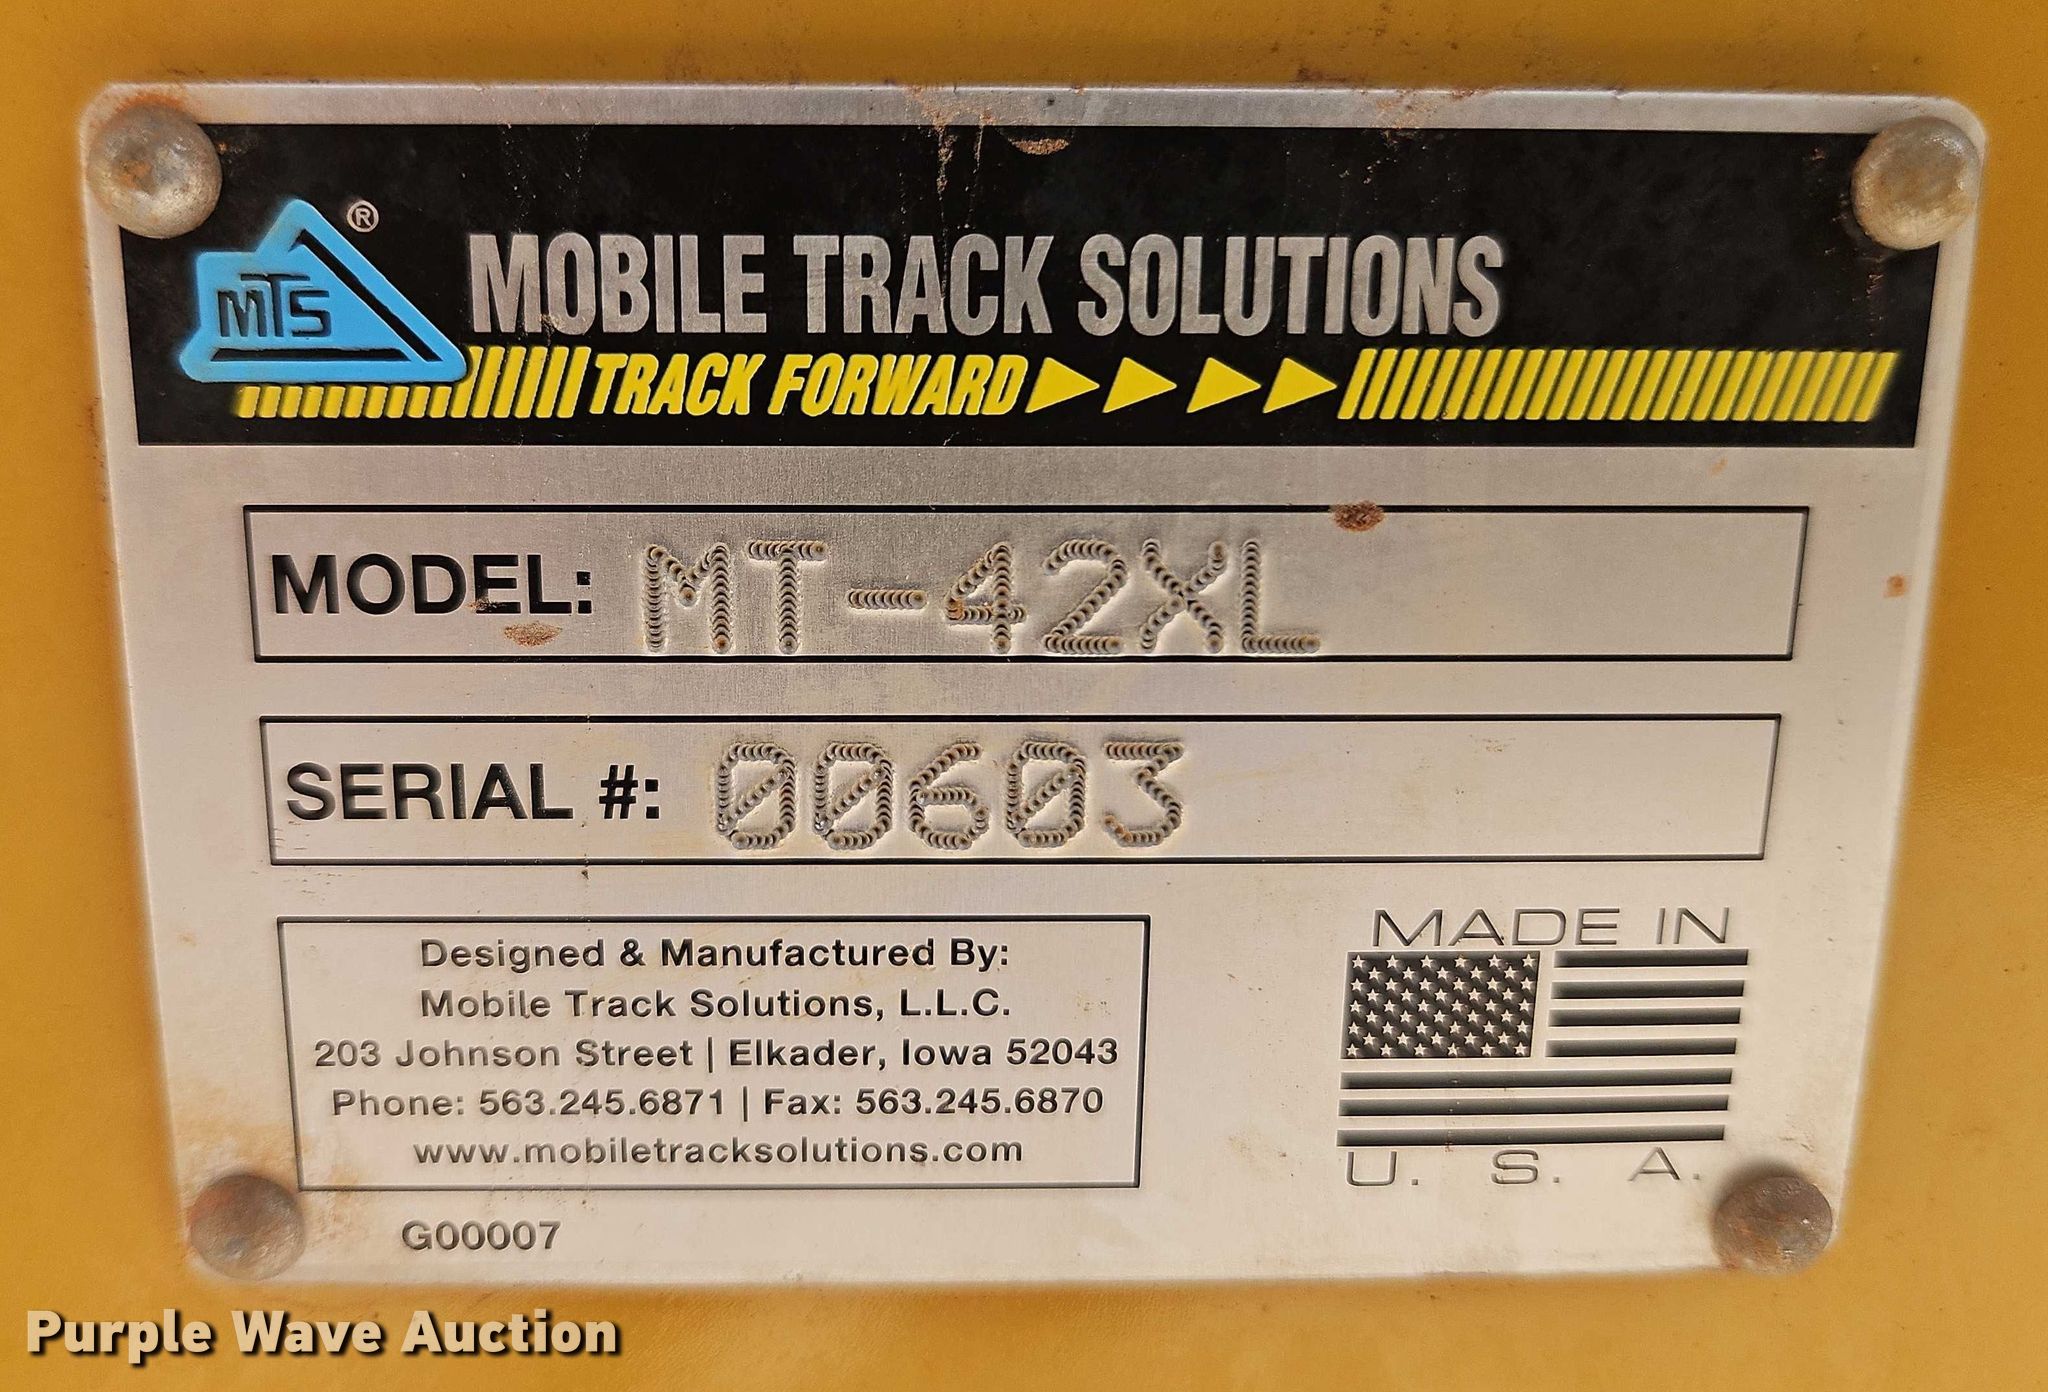 MTS ®
MOBILE TRACK SOLUTIONS
TRACK FORWARD
MODEL: MT-42XL
SERIAL #: 00603
Designed & Manufactured By:
Mobile Track Solutions, L.L.C.
203 Johnson Street | Elkader, Iowa 52043
Phone: 563.245.6871 | Fax: 563.245.6870
www.mobiletracksolutions.com
MADE IN
U. S. A.
G00007
Purple Wave Auction